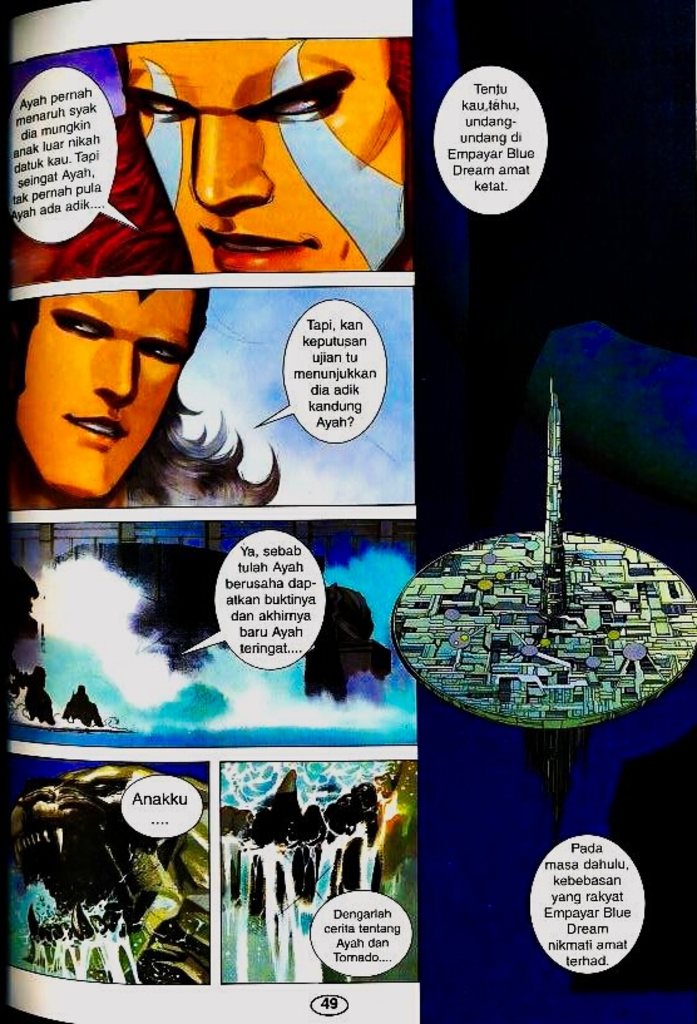 Ayah pernah
menaruh syak
dia mungkin
anak luar nikah
datuk kau. Tapi
seingat Ayah,
tak pernah pula
Ayah ada adik....
Tapi, kan
keputusan
ujian tu
menunjukkan
dia adik
kandung
Ayah?
Ya, sebab
tulah Ayah
berusaha dap-
atkan buktinya
dan akhirnya
baru Ayah
teringat....
Anakku
....
Dengarlah
cerita tentang
Ayah dan
Tornado....
49
Tentu
kau,tahu,
undang-
undang di
Empayar Blue
Dream amat
ketat.
Pada
masa dahulu,
kebebasan
yang rakyat
Empayar Blue
Dream
nikmati amat
terhad.